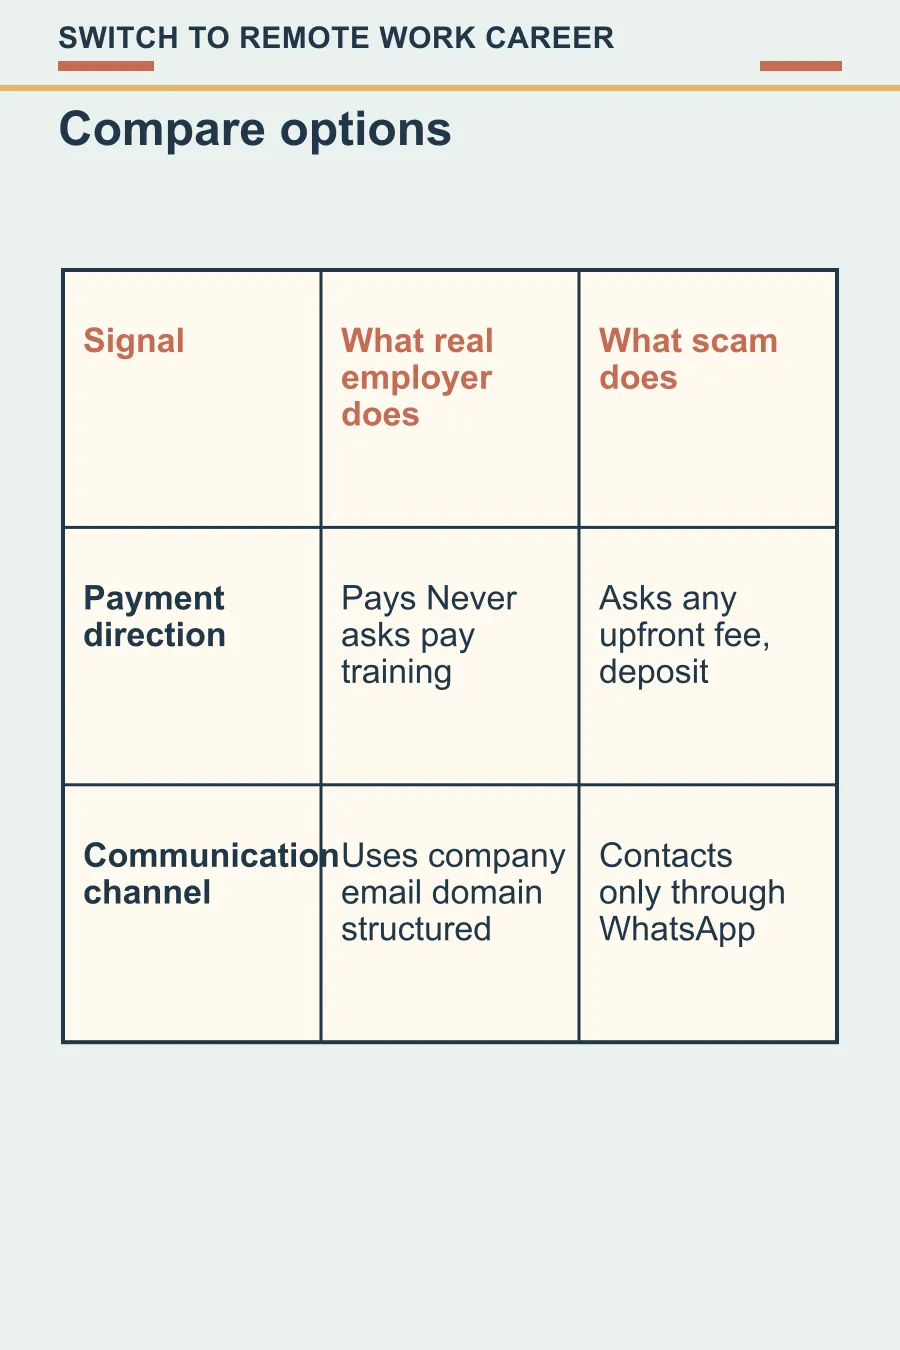 SWITCH TO REMOTE WORK CAREER
Compare options
Signal
What real
employer
does
What scam
does
Payment
direction
Pays Never
asks pay
training
Asks any
upfront fee,
deposit
Communication
channel
Uses company
email domain
structured
Contacts
only through
WhatsApp